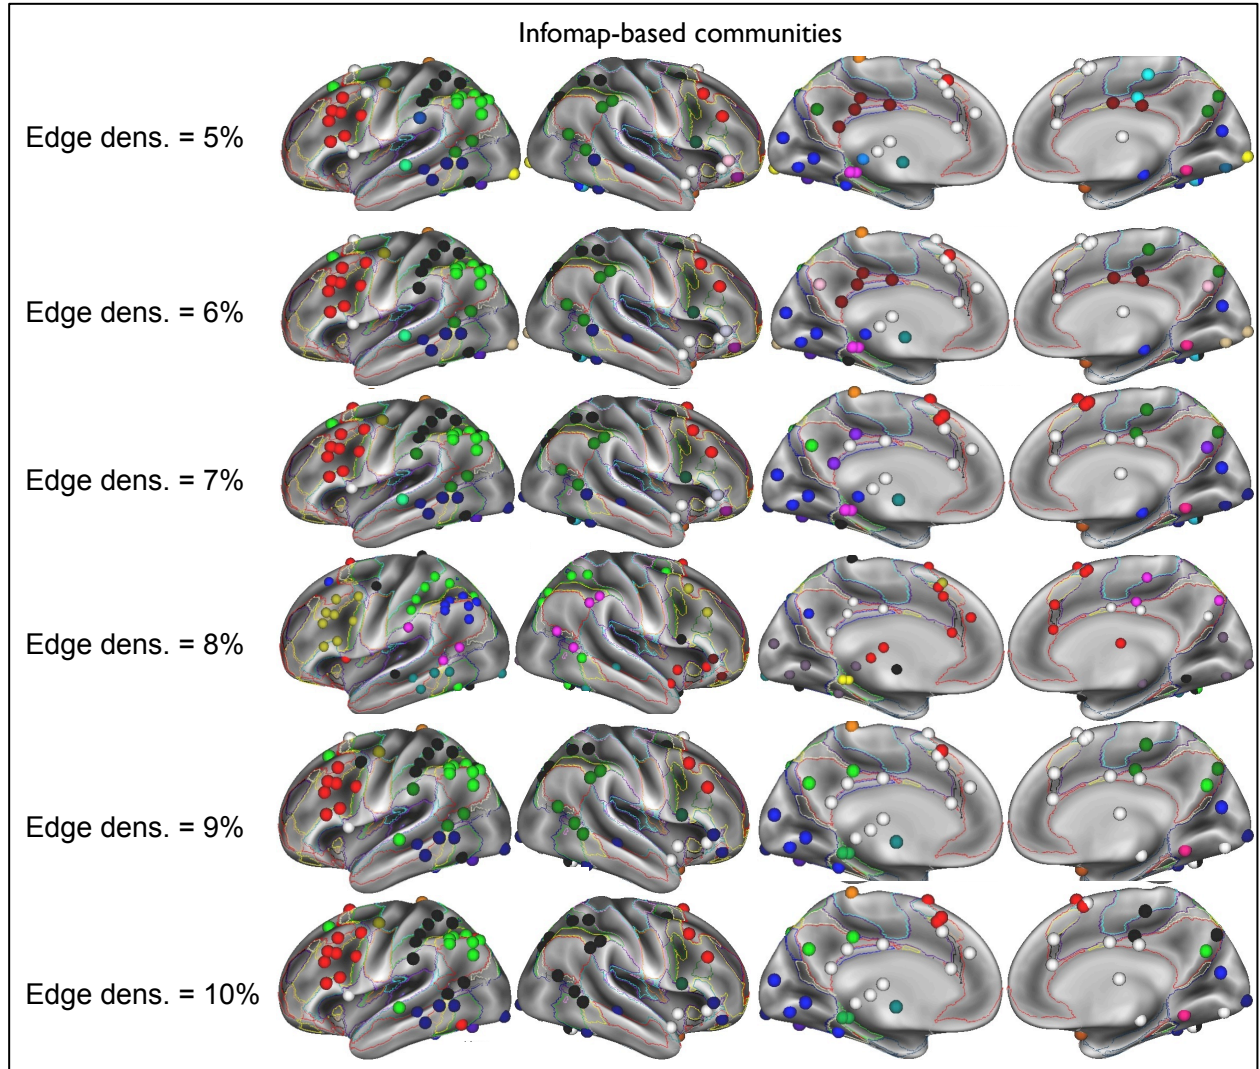 Infomap-based communities
Edge dens. = 5%
Edge dens. = 6%
Edge dens. = 7%
Edge dens. = 8%
Edge dens. = 9%
Edge dens. = 10%